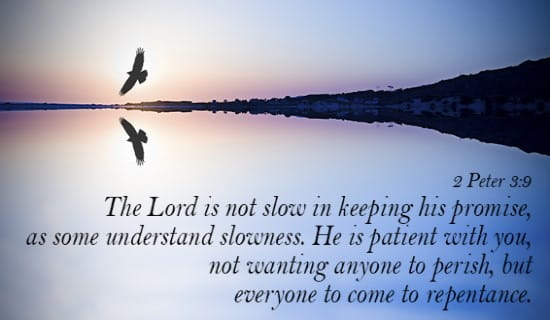 2 Peter 3:9
The Lord is not slow in keeping his promise,
as some understand slowness. He is patient with you,
not wanting anyone to perish, but
everyone to come to repentance.